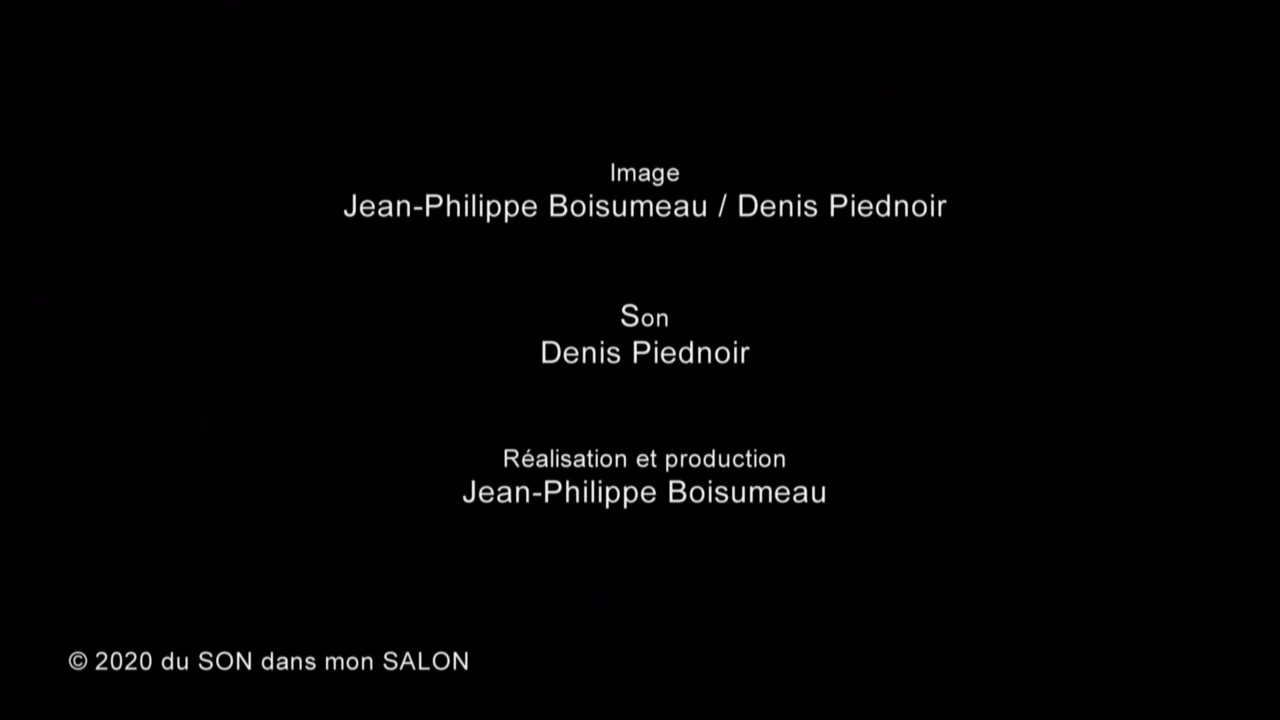 Image
Jean-Philippe Boisumeau / Denis Piednoir
Son
Denis Piednoir
Réalisation et production
Jean-Philippe Boisumeau
© 2020 du SON dans mon SALON